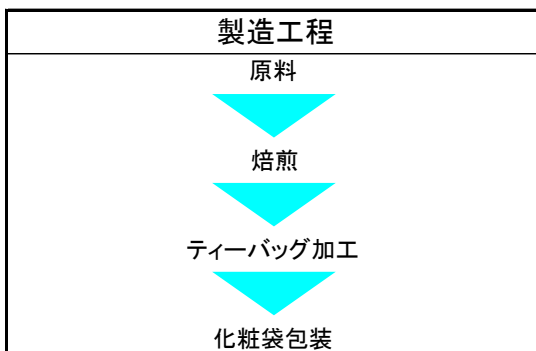 製造工程
原料
焙煎
ティーバッグ加工
化粧袋包装